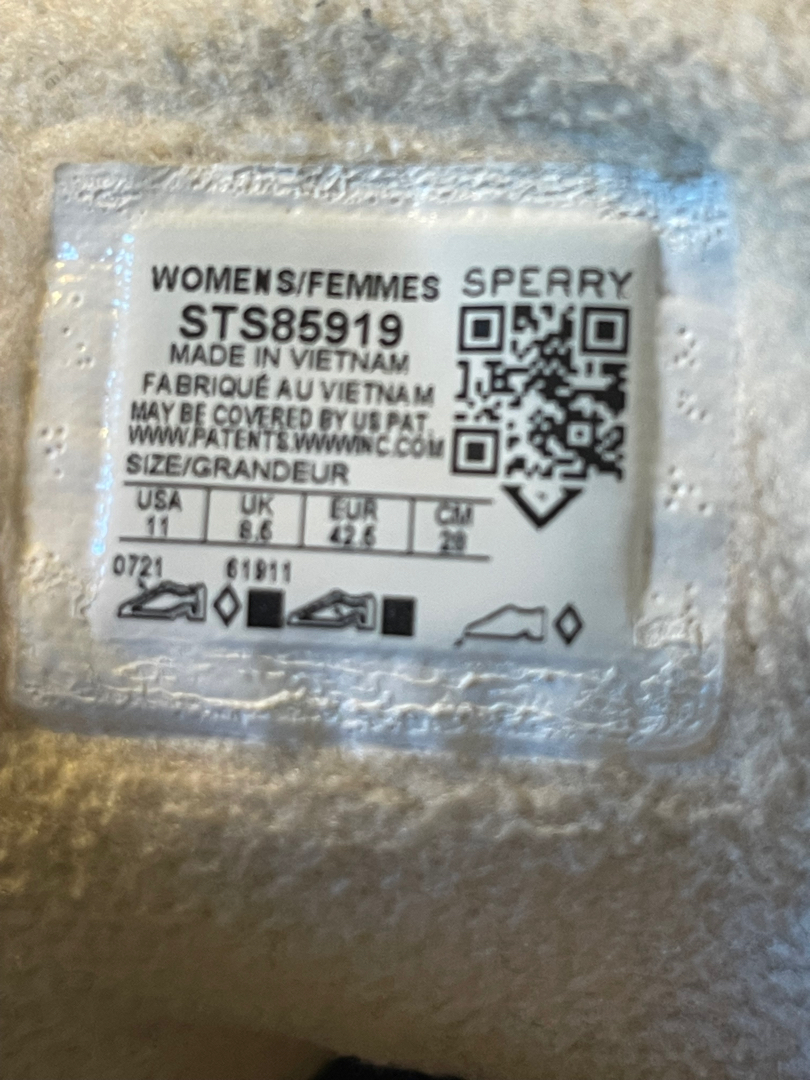 WOMENS/FEMMES
SPERRY
STS85919
MADE IN VIETNAM
FABRIQUÉ AU VIETNAM
MAY BE COVERED BY US PAT.
WWW.PATENTS.WWWINC.COM
SIZE/GRANDEUR
USA UK EUR CM
11 8.5 42.5 28
0721 61911